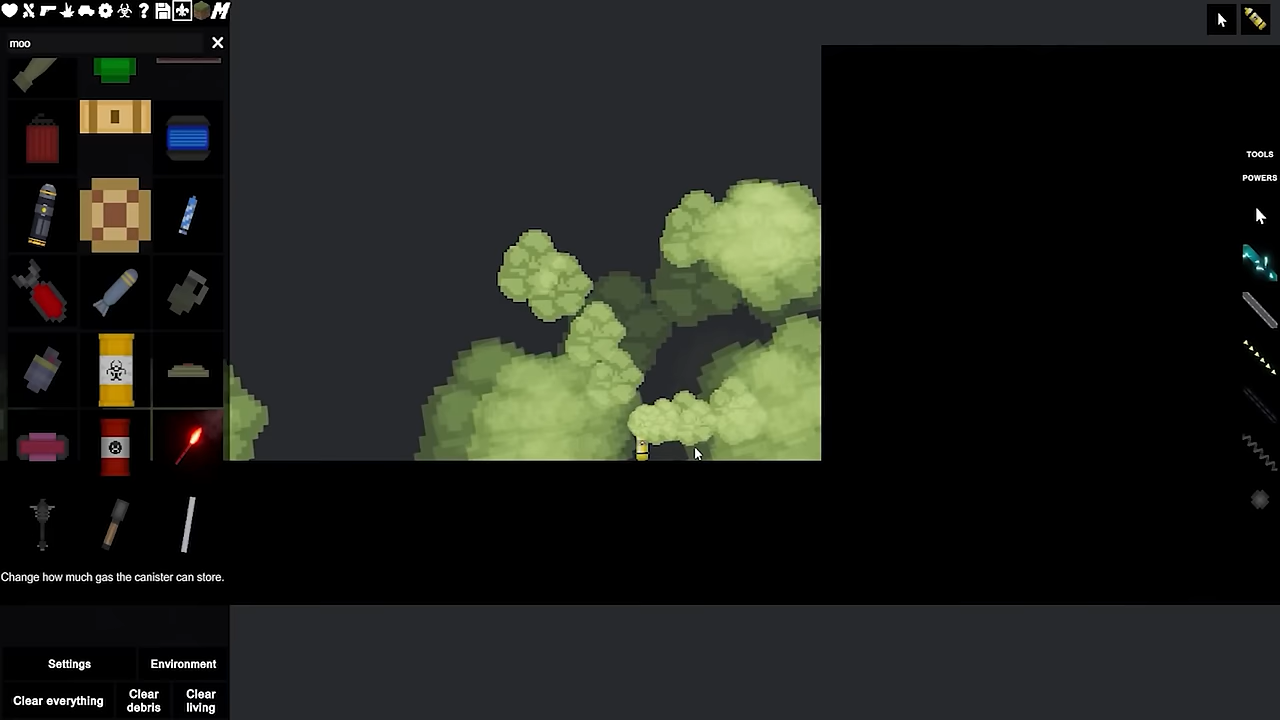 moo
TOOLS
POWERS
Change how much gas the canister can store.
Settings
Environment
Clear everything
Clear
debris
Clear
living